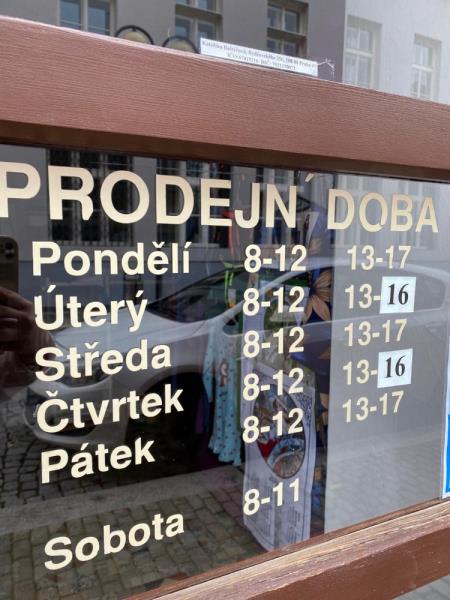 PRODEJNÍ DOBA
Pondělí 8-12 13-17
Úterý 8-12 13-16
Středa 8-12 13-17
Čtvrtek 8-12 13-16
Pátek 8-12 13-17
Sobota 8-11